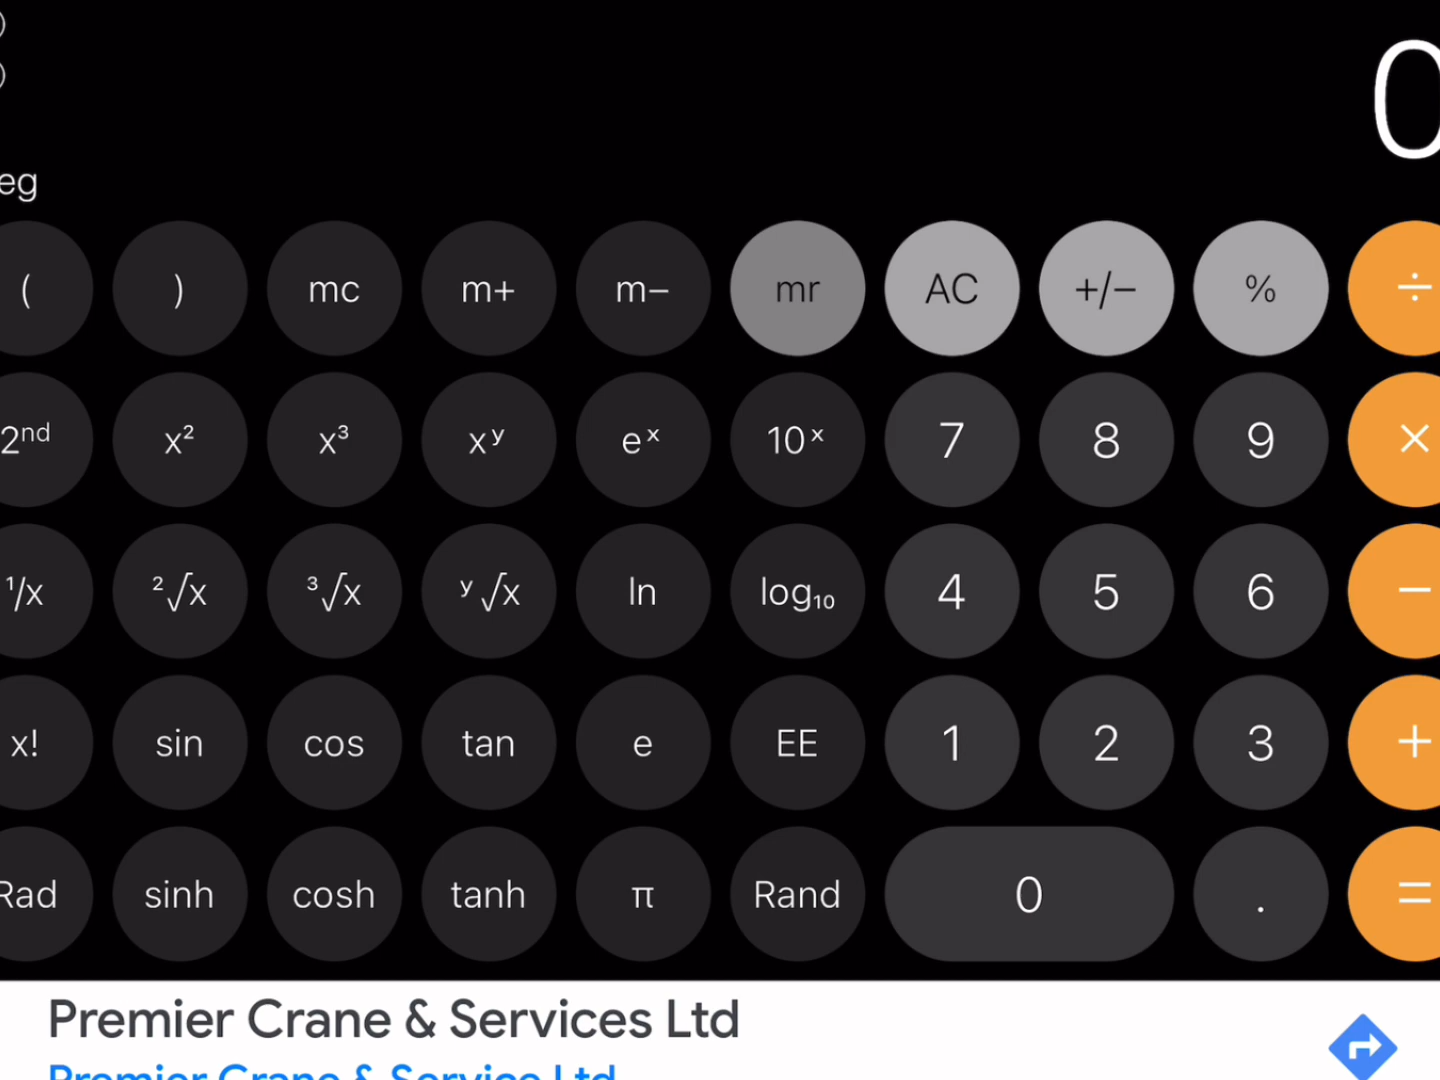 0
eg
( ) mc m+ m− mr AC +/− % ÷
2ⁿᵈ x² x³ xʸ eˣ 10ˣ 7 8 9 ×
¹/x ²√x ³√x ʸ√x ln log₁₀ 4 5 6 −
x! sin cos tan e EE 1 2 3 +
Rad sinh cosh tanh π Rand 0 . =
Premier Crane & Services Ltd
Premier Crane & Service Ltd